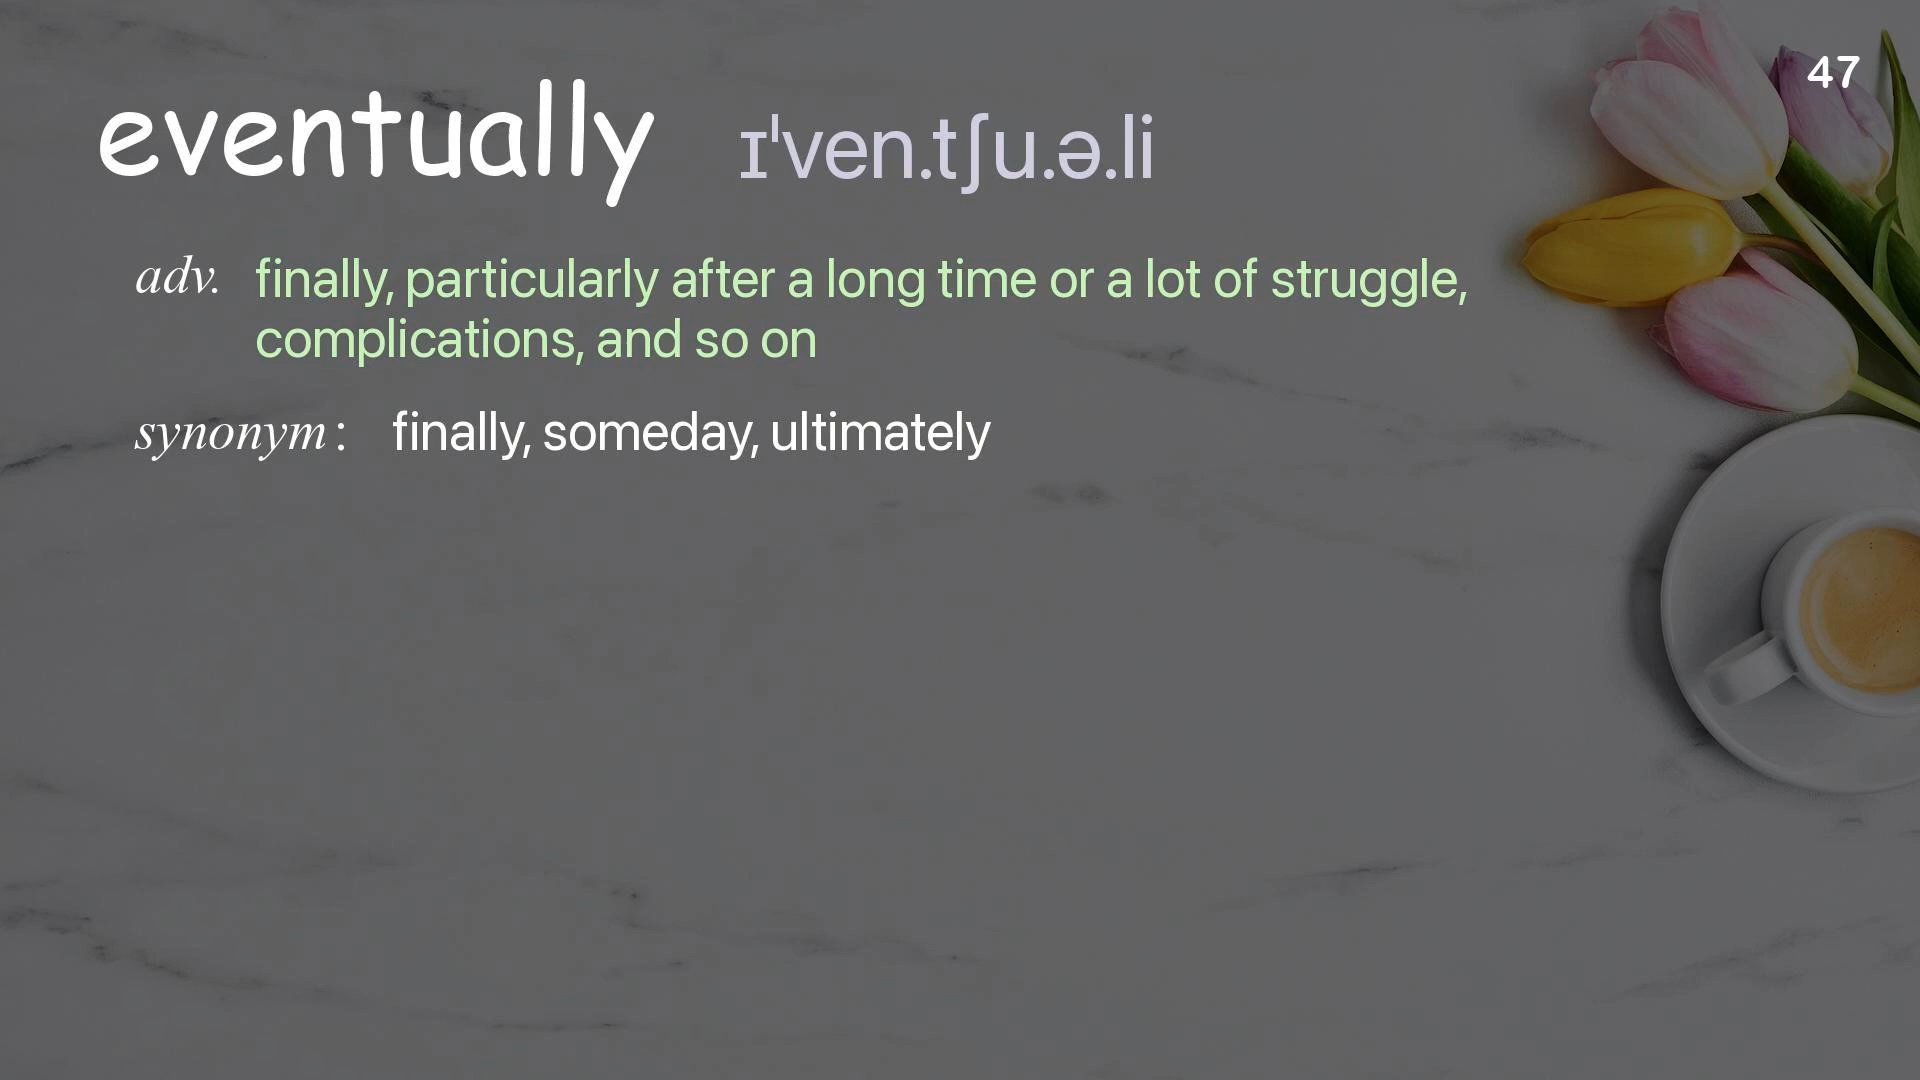 47
eventually ɪˈven.tʃu.ə.li
adv. finally, particularly after a long time or a lot of struggle,
complications, and so on
synonym : finally, someday, ultimately